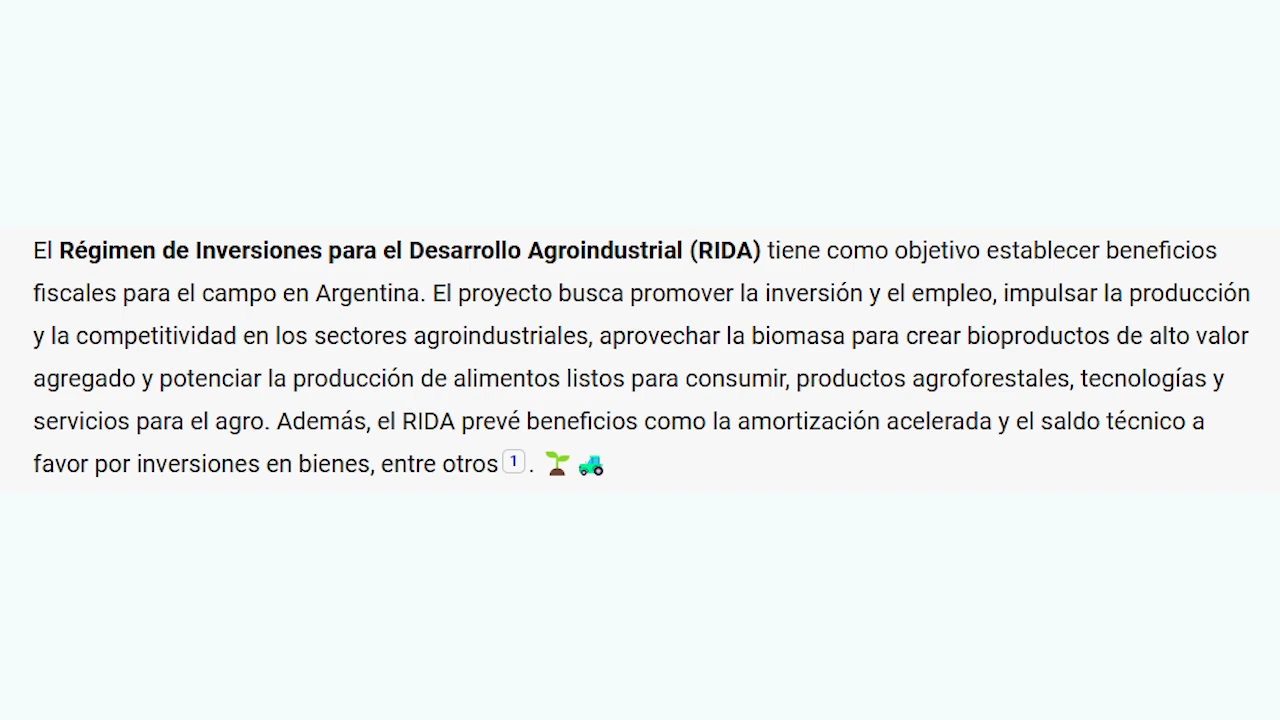 El Régimen de Inversiones para el Desarrollo Agroindustrial (RIDA) tiene como objetivo establecer beneficios
fiscales para el campo en Argentina. El proyecto busca promover la inversión y el empleo, impulsar la producción
y la competitividad en los sectores agroindustriales, aprovechar la biomasa para crear bioproductos de alto valor
agregado y potenciar la producción de alimentos listos para consumir, productos agroforestales, tecnologías y
servicios para el agro. Además, el RIDA prevé beneficios como la amortización acelerada y el saldo técnico a
favor por inversiones en bienes, entre otros 1 . 🌱 🚜